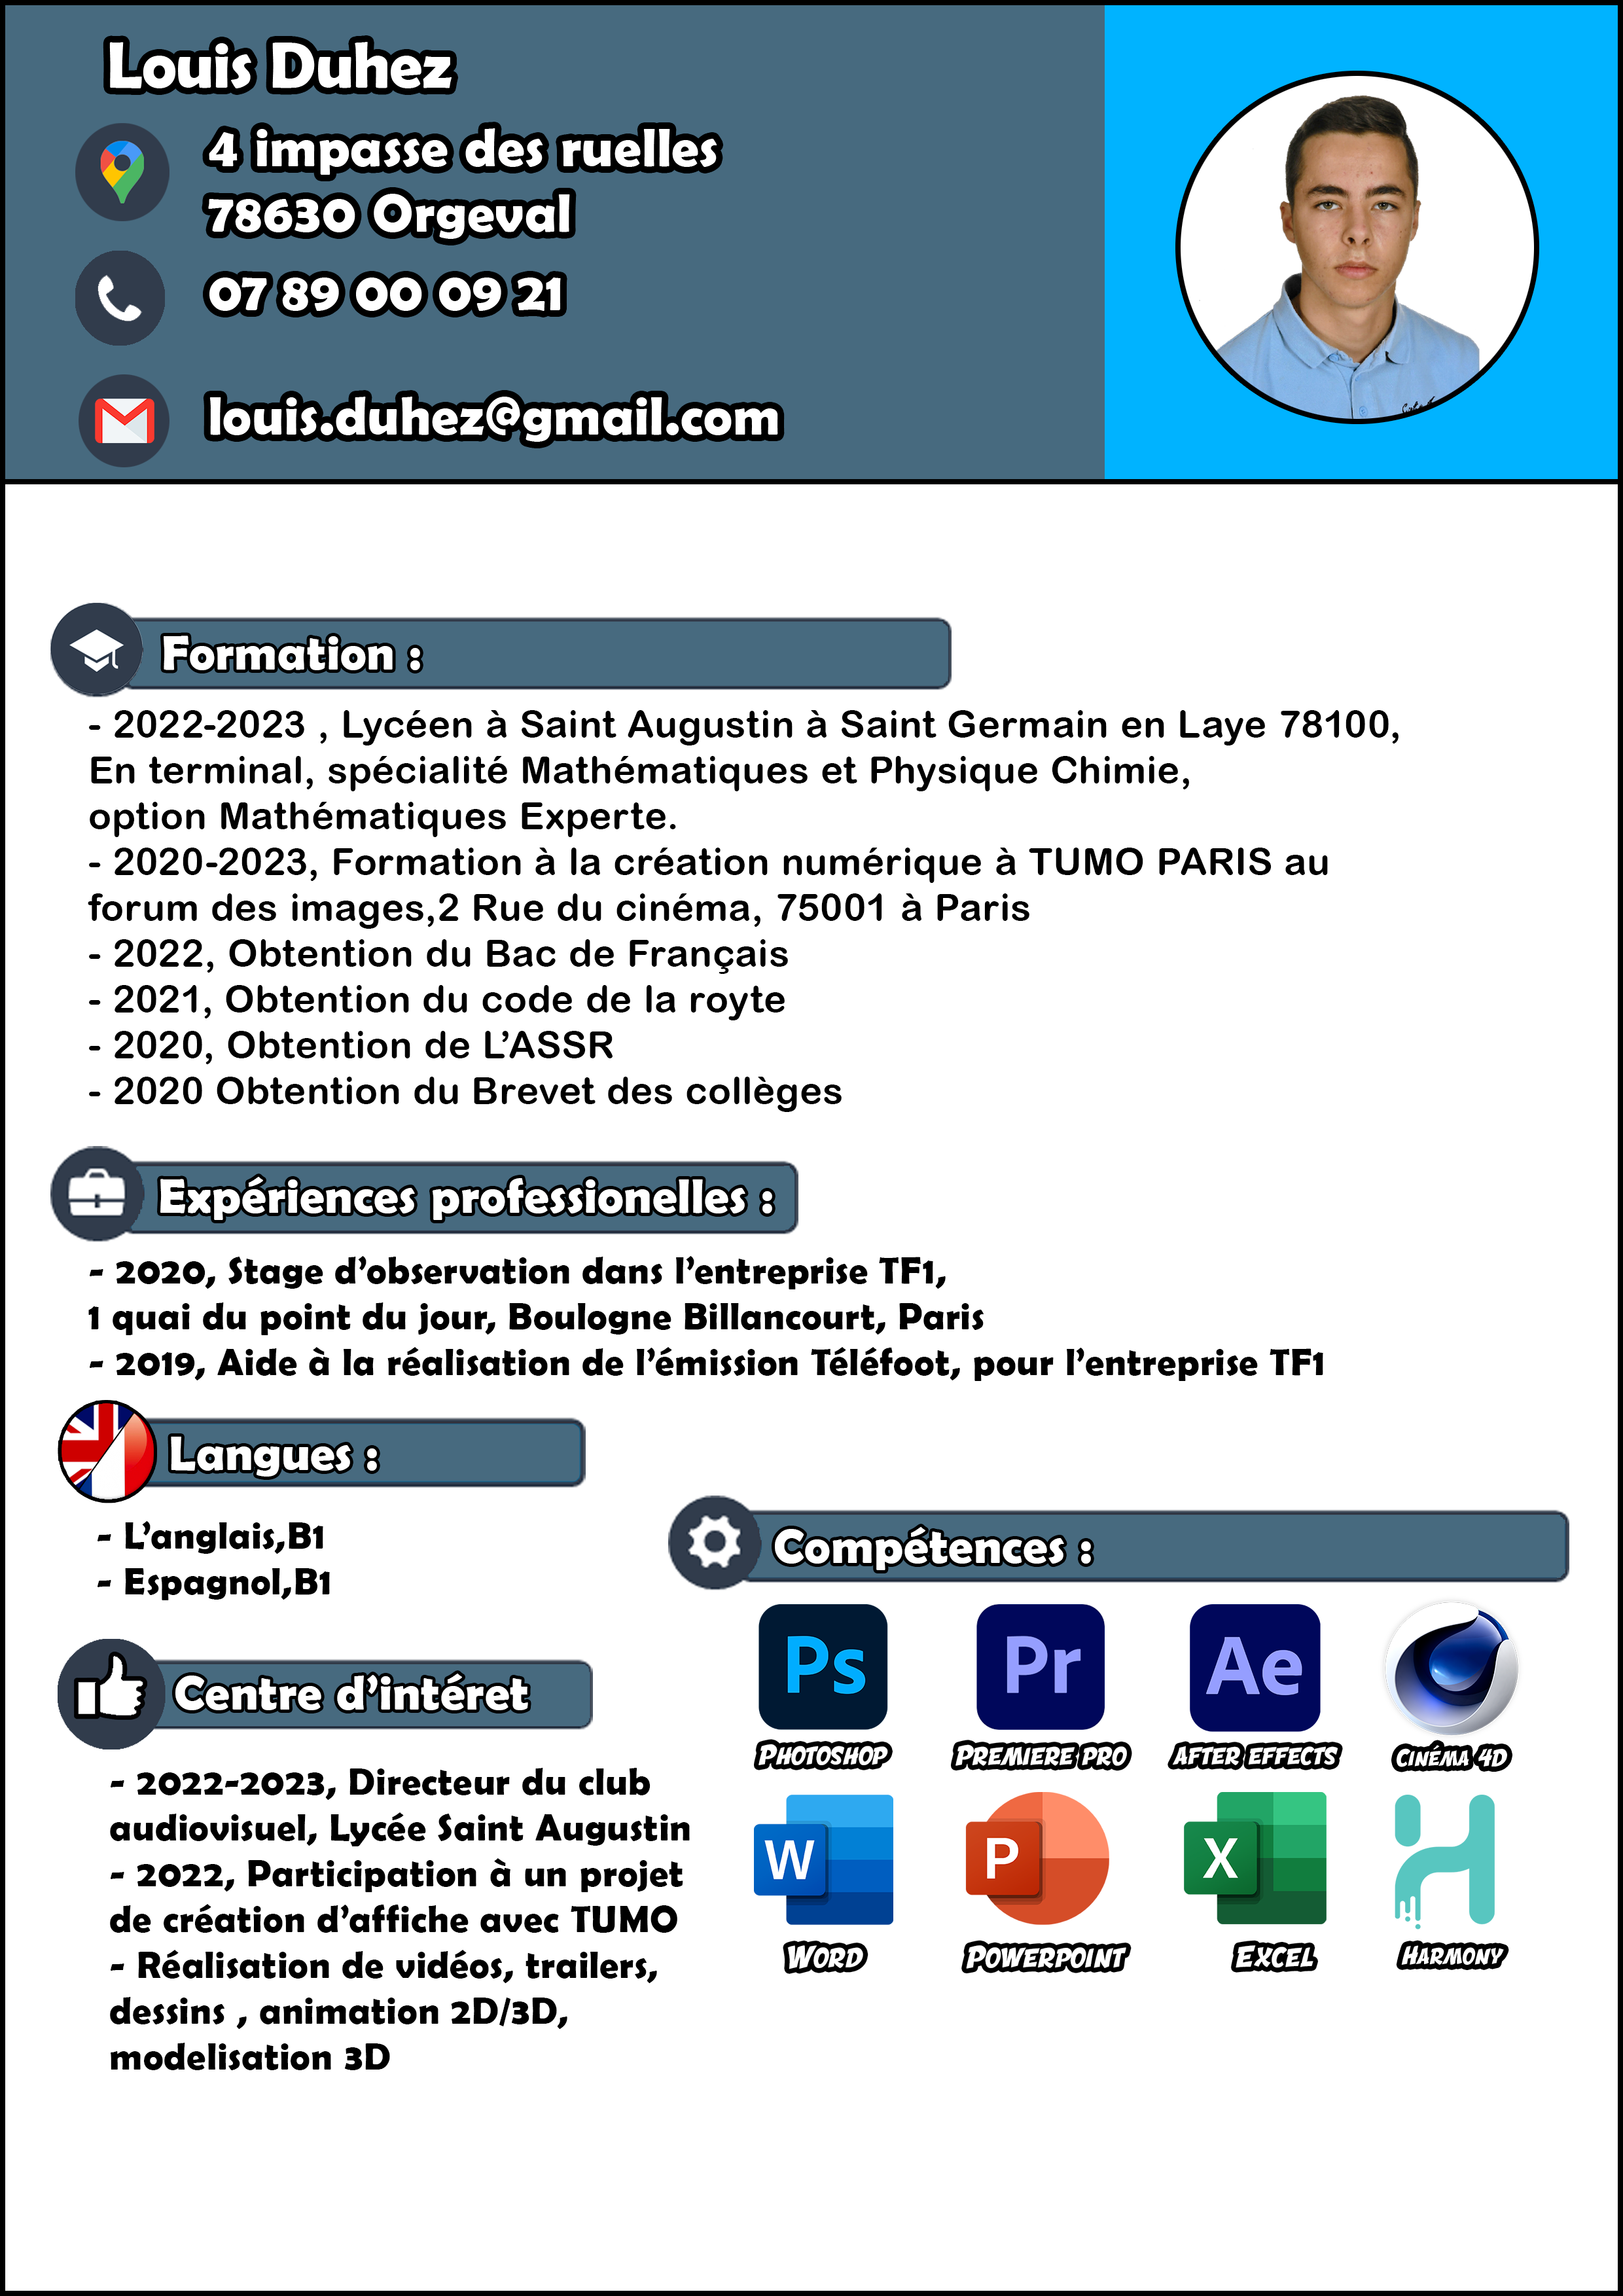 Louis Duhez
4 impasse des ruelles
78630 Orgeval
07 89 00 09 21
louis.duhez@gmail.com
Formation :
- 2022-2023 , Lycéen à Saint Augustin à Saint Germain en Laye 78100,
En terminal, spécialité Mathématiques et Physique Chimie,
option Mathématiques Experte.
- 2020-2023, Formation à la création numérique à TUMO PARIS au
forum des images,2 Rue du cinéma, 75001 à Paris
- 2022, Obtention du Bac de Français
- 2021, Obtention du code de la royte
- 2020, Obtention de L’ASSR
- 2020 Obtention du Brevet des collèges
Expériences professionelles :
- 2020, Stage d’observation dans l’entreprise TF1,
1 quai du point du jour, Boulogne Billancourt, Paris
- 2019, Aide à la réalisation de l’émission Téléfoot, pour l’entreprise TF1
Langues :
- L’anglais,B1
- Espagnol,B1
Centre d’intéret
- 2022-2023, Directeur du club
audiovisuel, Lycée Saint Augustin
- 2022, Participation à un projet
de création d’affiche avec TUMO
- Réalisation de vidéos, trailers,
dessins , animation 2D/3D,
modelisation 3D
Compétences :
Ps Pr Ae
Photoshop Premiere pro After effects Cinéma 4D
W P X
Word Powerpoint Excel Harmony